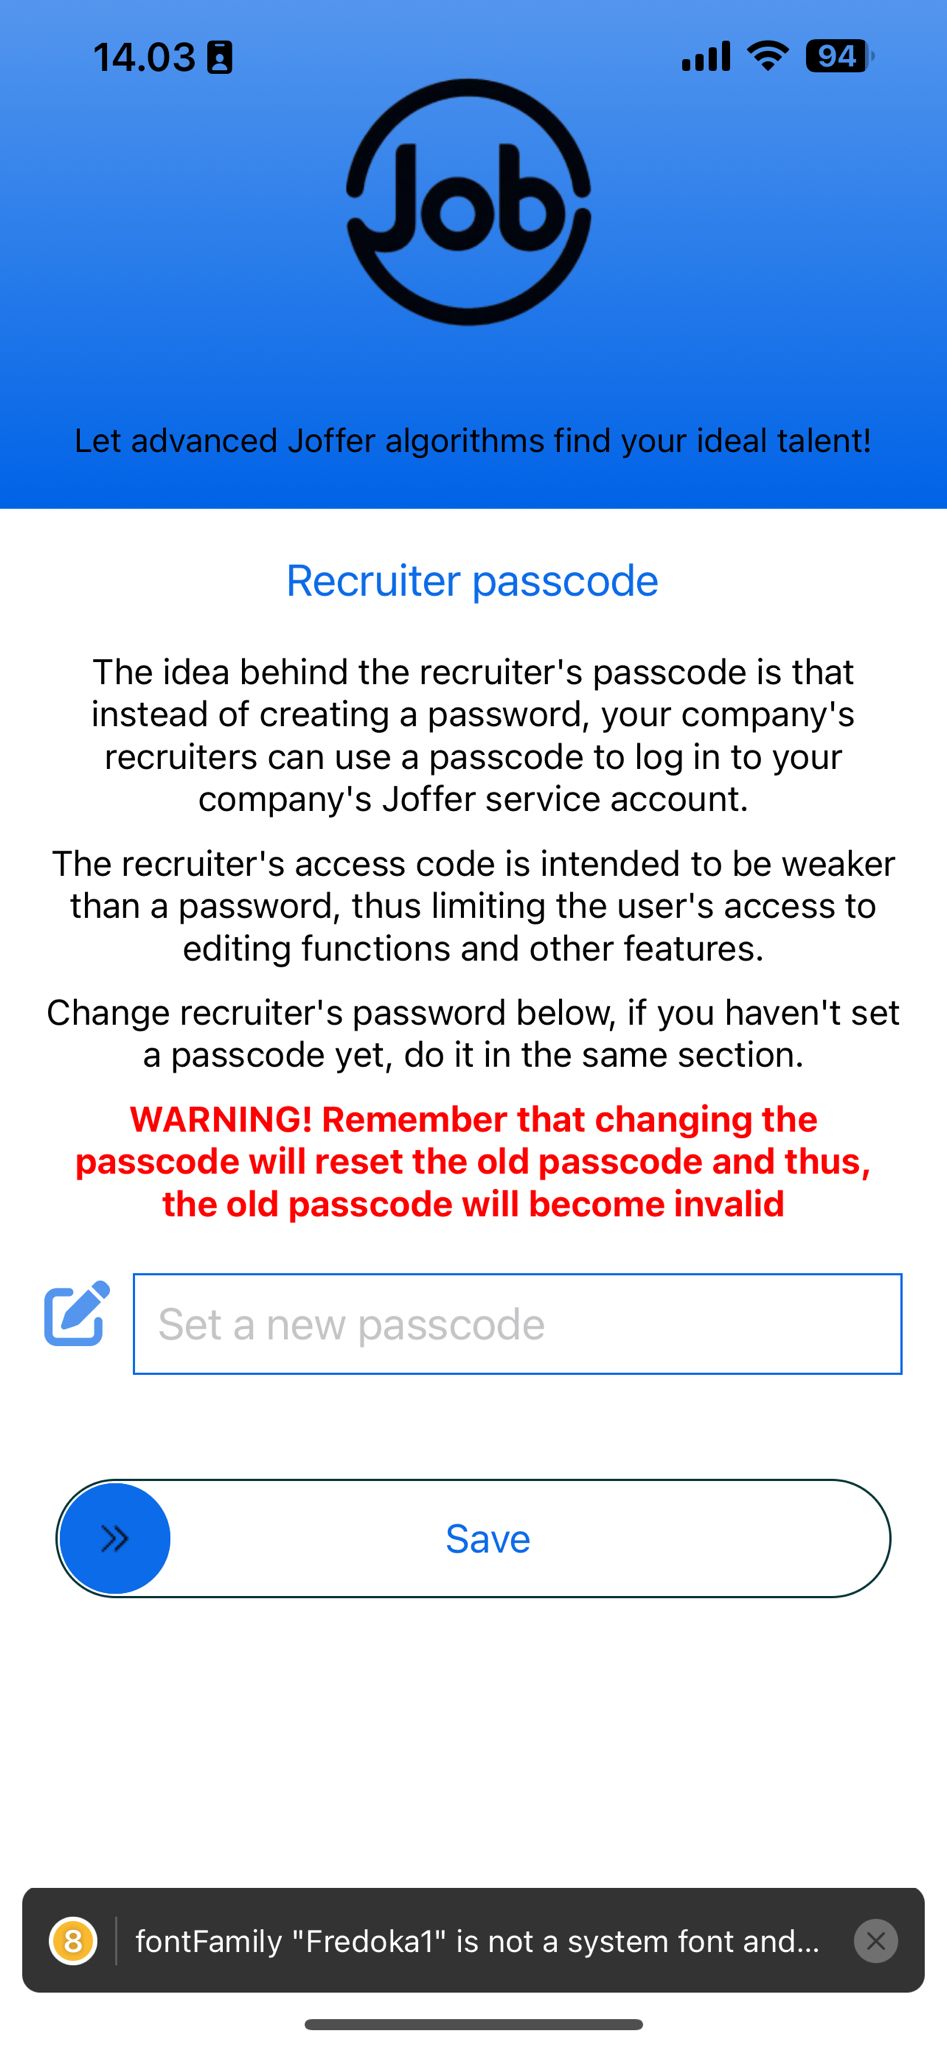 14.03
94
Job
Let advanced Joffer algorithms find your ideal talent!
Recruiter passcode
The idea behind the recruiter's passcode is that
instead of creating a password, your company's
recruiters can use a passcode to log in to your
company's Joffer service account.
The recruiter's access code is intended to be weaker
than a password, thus limiting the user's access to
editing functions and other features.
Change recruiter's password below, if you haven't set
a passcode yet, do it in the same section.
WARNING! Remember that changing the
passcode will reset the old passcode and thus,
the old passcode will become invalid
Set a new passcode
Save
8 fontFamily "Fredoka1" is not a system font and...